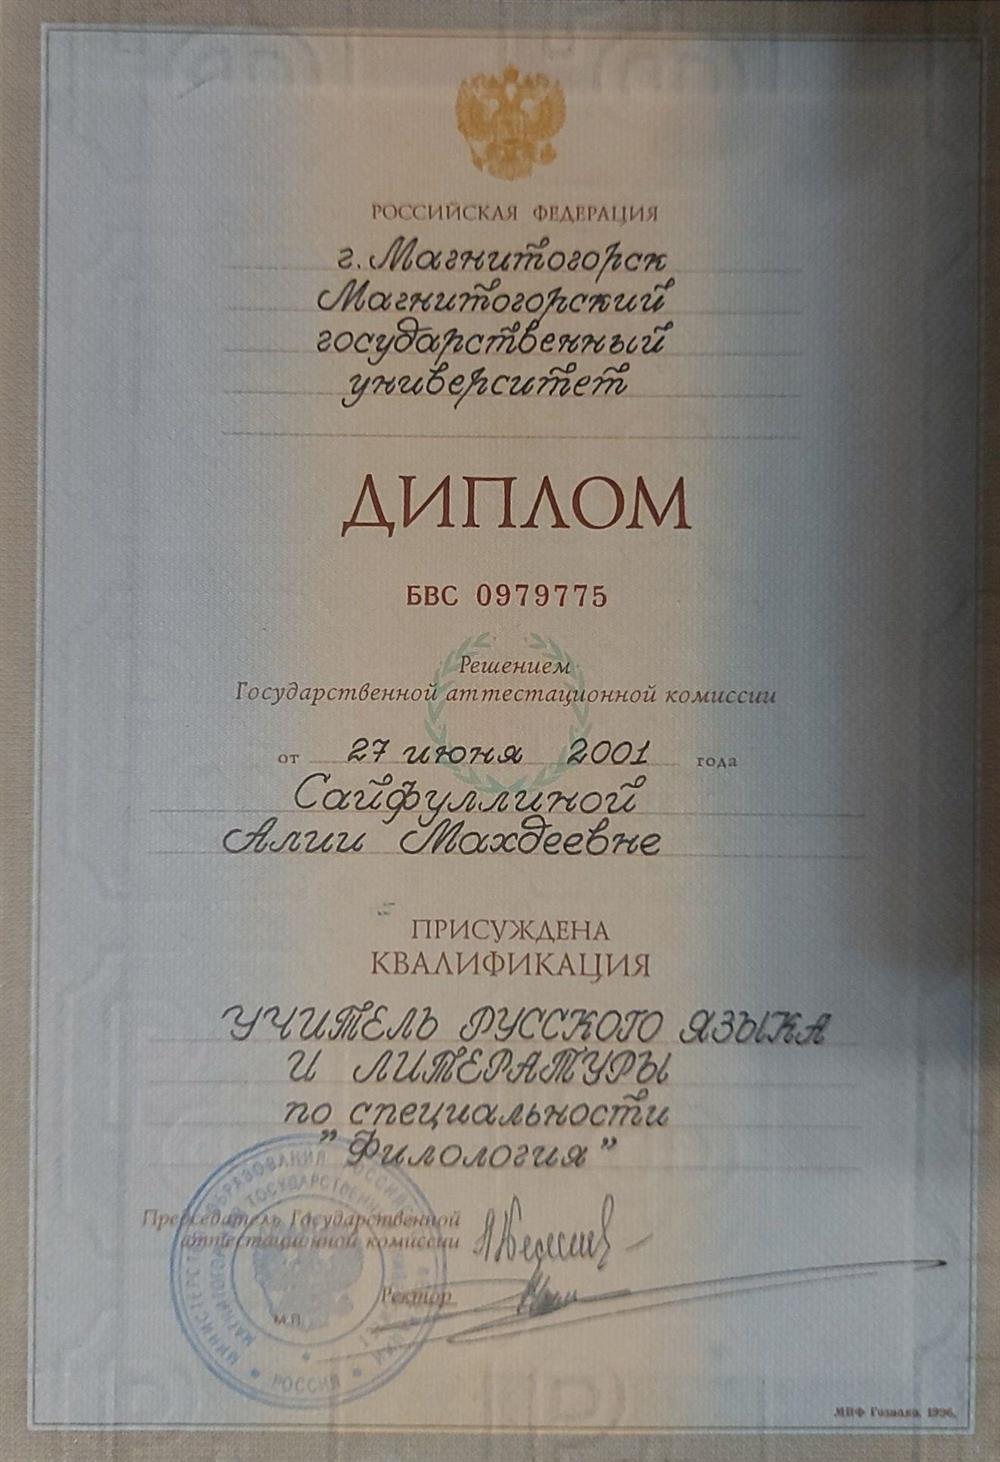 РОССИЙСКАЯ ФЕДЕРАЦИЯ
г. Магнитогорск
Магнитогорский
государственный
университет
ДИПЛОМ
БВС 0979775
Решением
Государственной аттестационной комиссии
от 27 июня 2001 года
Сайфуллиной
Алии Махдеевне
ПРИСУЖДЕНА
КВАЛИФИКАЦИЯ
УЧИТЕЛЬ РУССКОГО ЯЗЫКА
И ЛИТЕРАТУРЫ
по специальности
"Филология"
Председатель Государственной
аттестационной комиссии
Ректор
М.П.
РОССИЯ
МПФ Гознака. 1996.